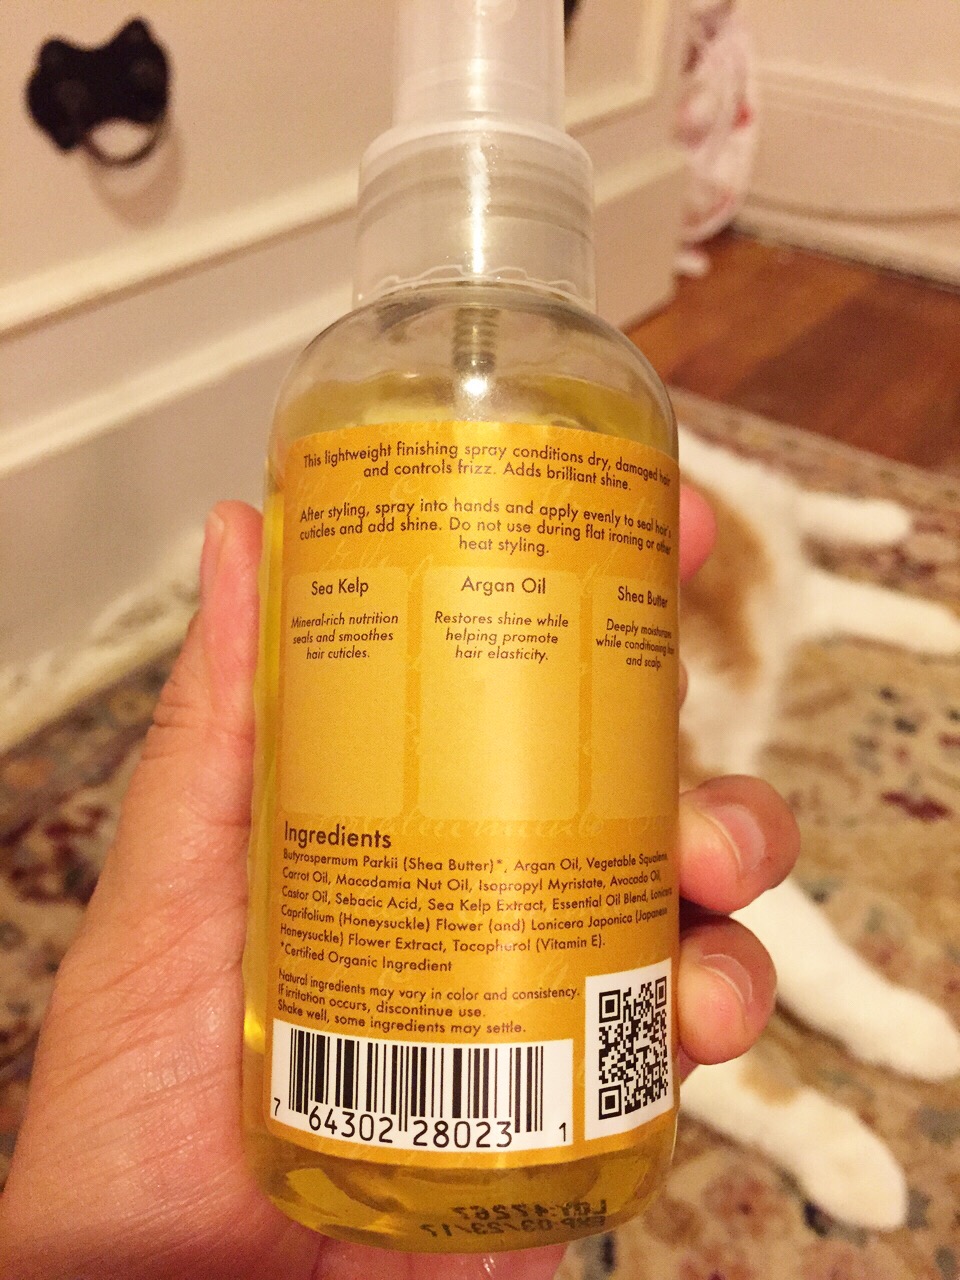 This lightweight finishing spray conditions dry, damaged hair
and controls frizz. Adds brilliant shine.
After styling, spray into hands and apply evenly to seal hair's
cuticles and add shine. Do not use during flat ironing or other
heat styling.
Sea Kelp
Mineral-rich nutrition
seals and smoothes
hair cuticles.
Argan Oil
Restores shine while
helping promote
hair elasticity.
Shea Butter
Deeply moisturizes
while conditioning hair
and scalp.
Ingredients
Butyrospermum Parkii (Shea Butter)*, Argan Oil, Vegetable Squalene,
Carrot Oil, Macadamia Nut Oil, Isopropyl Myristate, Avocado Oil,
Castor Oil, Sebacic Acid, Sea Kelp Extract, Essential Oil Blend, Lonicera
Caprifolium (Honeysuckle) Flower (and) Lonicera Japonica (Japanese
Honeysuckle) Flower Extract, Tocopherol (Vitamin E).
*Certified Organic Ingredient
Natural ingredients may vary in color and consistency.
If irritation occurs, discontinue use.
Shake well, some ingredients may settle.
7 64302 28023 1
LOT:47267
EXP:03/23/17